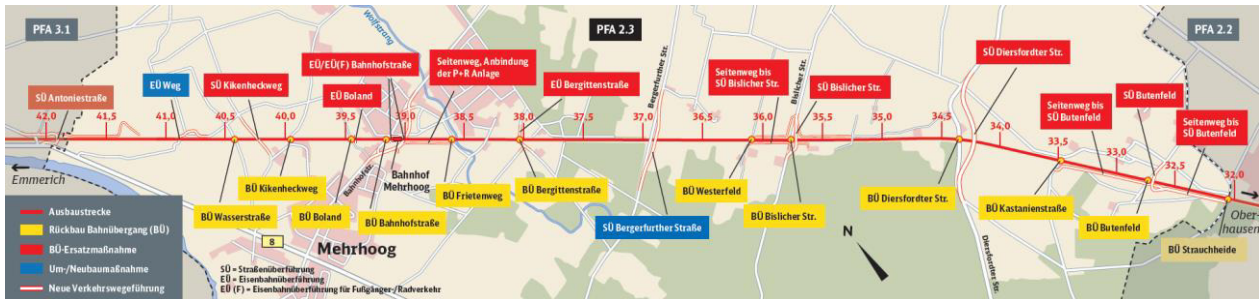 PFA 3.1
PFA 2.3
PFA 2.2
Wolfstrang
EÜ/EÜ(F) Bahnhofstraße
Seitenweg, Anbindung
der P+R Anlage
EÜ Weg
SÜ Kikenheckweg
EÜ Boland
EÜ Bergittenstraße
SÜ Antoniestraße
Bergerfurther Str.
Seitenweg bis
SÜ Bislicher Str.
Bislicher Str.
SÜ Bislicher Str.
SÜ Diersfordter Str.
Seitenweg bis
SÜ Butenfeld
SÜ Butenfeld
Seitenweg bis
SÜ Butenfeld
42,0
41,0
40,5
40,0
39,5
39,0
38,5
38,0
37,5
37,0
36,5
36,0
35,5
35,0
34,5
34,0
33,5
33,0
32,5
32,0
Emmerich
Ober-
hausen
BÜ Wasserstraße
BÜ Kikenheckweg
BÜ Boland
Bahnhofstr.
BÜ Bahnhofstraße
Bahnhof
Mehrhoog
BÜ Frietenweg
BÜ Bergittenstraße
SÜ Bergerfurther Straße
BÜ Westerfeld
BÜ Bislicher Str.
BÜ Diersfordter Str.
Diersfordter Str.
BÜ Kastanienstraße
BÜ Butenfeld
BÜ Strauchheide
N
8
Mehrhoog
Ausbaustrecke
Rückbau Bahnübergang (BÜ)
BÜ-Ersatzmaßnahme
Um-/Neubaumaßnahme
Neue Verkehrswegeführung
SÜ = Straßenüberführung
EÜ = Eisenbahnüberführung
EÜ (F) = Eisenbahnüberführung für Fußgänger-/Radverkehr